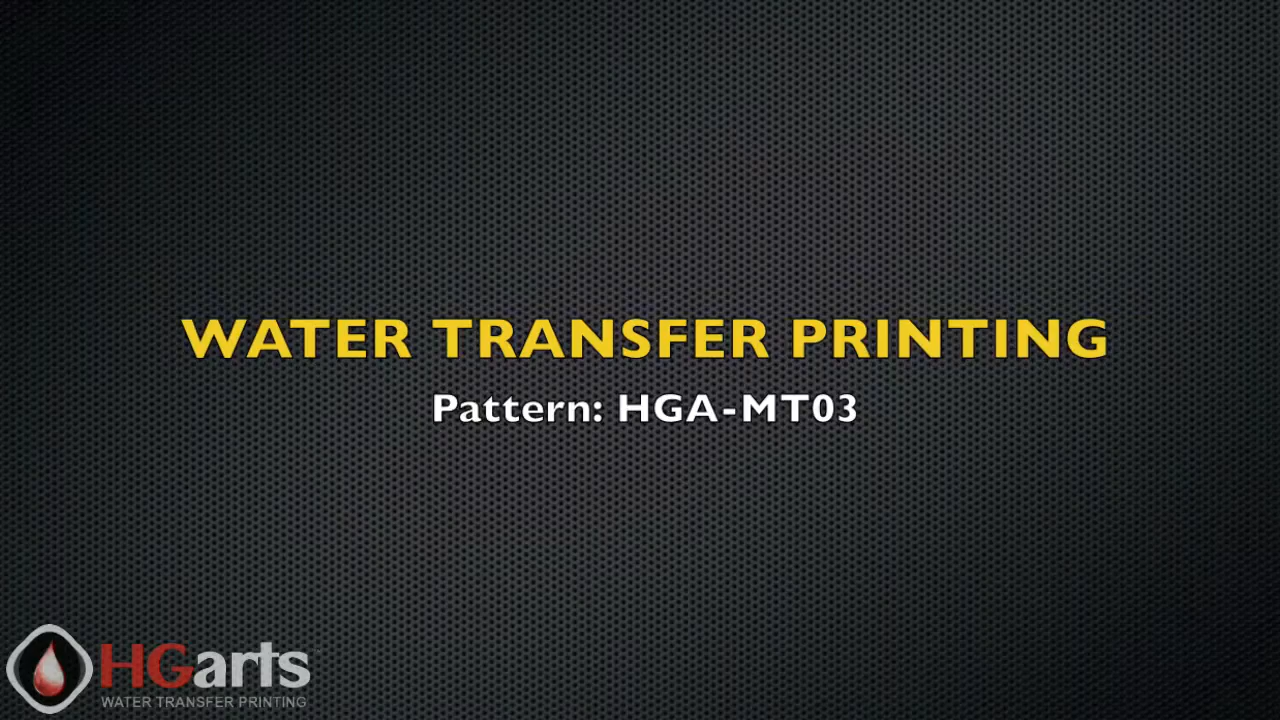 WATER TRANSFER PRINTING
Pattern: HGA-MT03
HGarts
WATER TRANSFER PRINTING